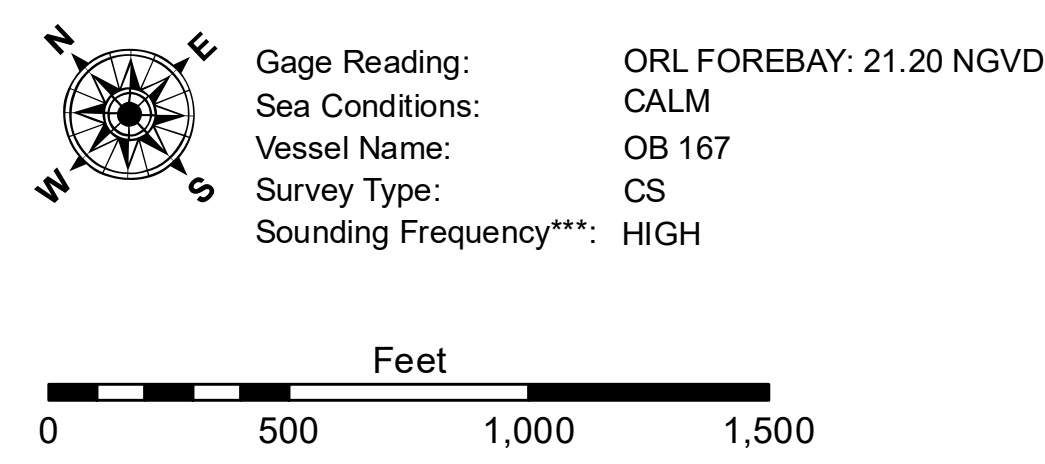 N E
W S
Gage Reading: ORL FOREBAY: 21.20 NGVD
Sea Conditions: CALM
Vessel Name: OB 167
Survey Type: CS
Sounding Frequency***: HIGH
Feet
0 500 1,000 1,500